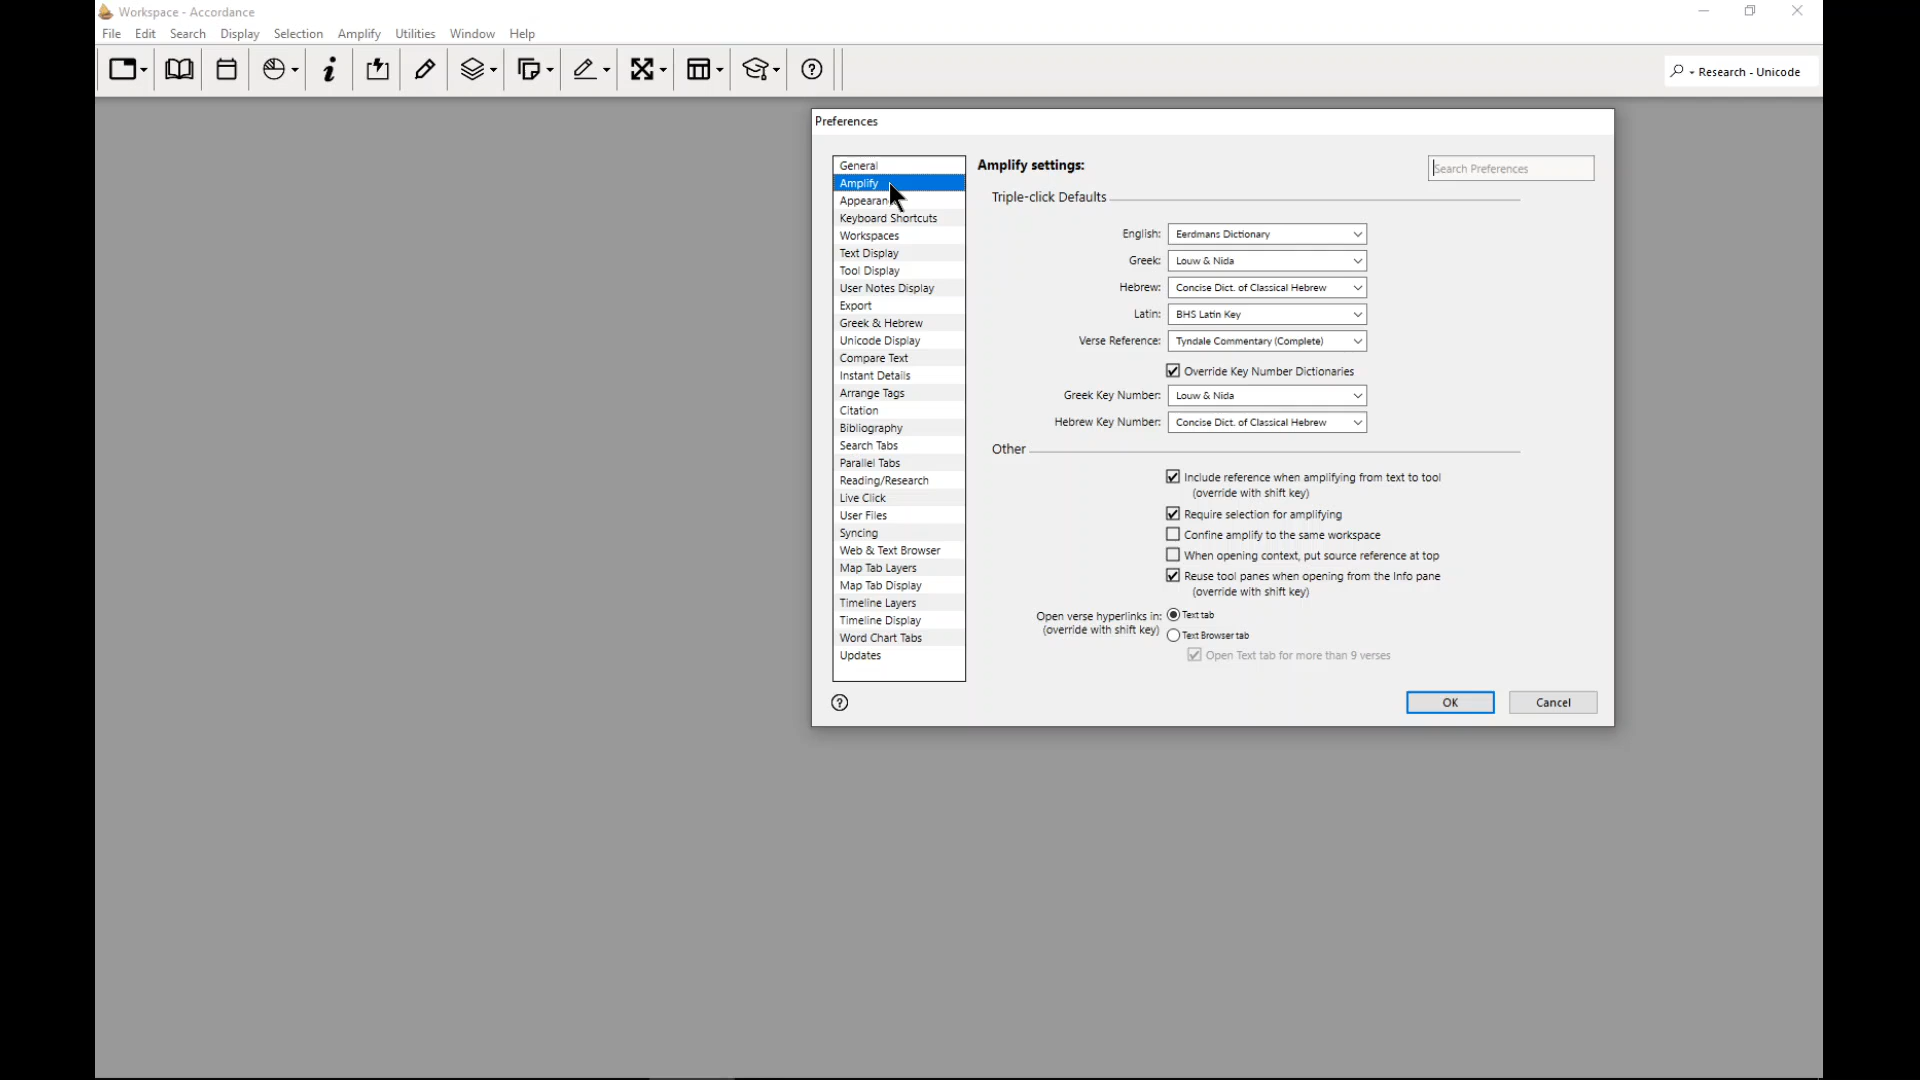 Workspace - Accordance
File Edit Search Display Selection Amplify Utilities Window Help
Research - Unicode
Preferences
General
Amplify
Appearan
Keyboard Shortcuts
Workspaces
Text Display
Tool Display
User Notes Display
Export
Greek & Hebrew
Unicode Display
Compare Text
Instant Details
Arrange Tags
Citation
Bibliography
Search Tabs
Parallel Tabs
Reading/Research
Live Click
User Files
Syncing
Web & Text Browser
Map Tab Layers
Map Tab Display
Timeline Layers
Timeline Display
Word Chart Tabs
Updates
Amplify settings:
Search Preferences
Triple-click Defaults
English: Eerdmans Dictionary
Greek: Louw & Nida
Hebrew: Concise Dict. of Classical Hebrew
Latin: BHS Latin Key
Verse Reference: Tyndale Commentary (Complete)
Override Key Number Dictionaries
Greek Key Number: Louw & Nida
Hebrew Key Number: Concise Dict. of Classical Hebrew
Other
Include reference when amplifying from text to tool
(override with shift key)
Require selection for amplifying
Confine amplify to the same workspace
When opening context, put source reference at top
Reuse tool panes when opening from the Info pane
(override with shift key)
Open verse hyperlinks in: Text tab
(override with shift key) Text Browser tab
Open Text tab for more than 9 verses
OK Cancel